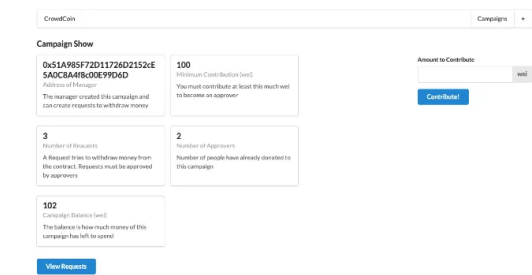 CrowdCoin
Campaigns
+
Campaign Show
0x51A985F72D11726D2152cE
5A0C8A4f8c00E99D6D
Address of Manager
The manager created this campaign and
can create requests to withdraw money
100
Minimum Contribution (wei)
You must contribute at least this much wei
to become an approver
Amount to Contribute
wei
Contribute!
3
Number of Requests
A Request tries to withdraw money from
the contract. Requests must be approved
by approvers
2
Number of Approvers
Number of people have already donated to
this campaign
102
Campaign Balance (wei)
The balance is how much money of this
campaign has left to spend
View Requests